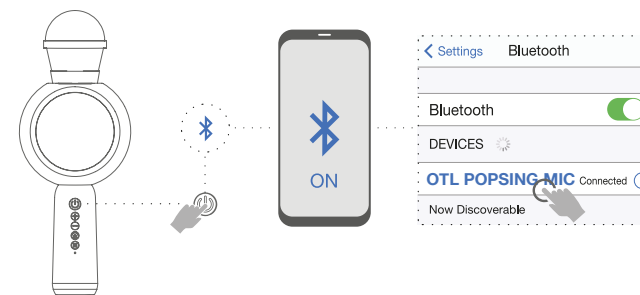 ON
Settings Bluetooth
Bluetooth
DEVICES
OTL POPSING MIC Connected
Now Discoverable